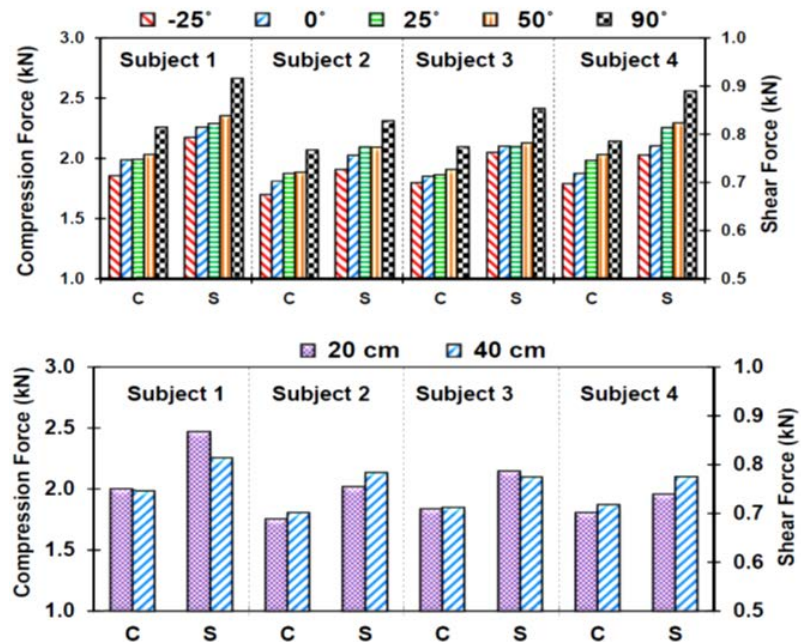 -25° 0° 25° 50° 90°
Compression Force (kN)
3.0
2.5
2.0
1.5
1.0
Subject 1 Subject 2 Subject 3 Subject 4
1.0
0.9
0.8
0.7
0.6
0.5
Shear Force (kN)
C S C S C S C S
20 cm 40 cm
Compression Force (kN)
3.0
2.5
2.0
1.5
1.0
Subject 1 Subject 2 Subject 3 Subject 4
1.0
0.9
0.8
0.7
0.6
0.5
Shear Force (kN)
C S C S C S C S